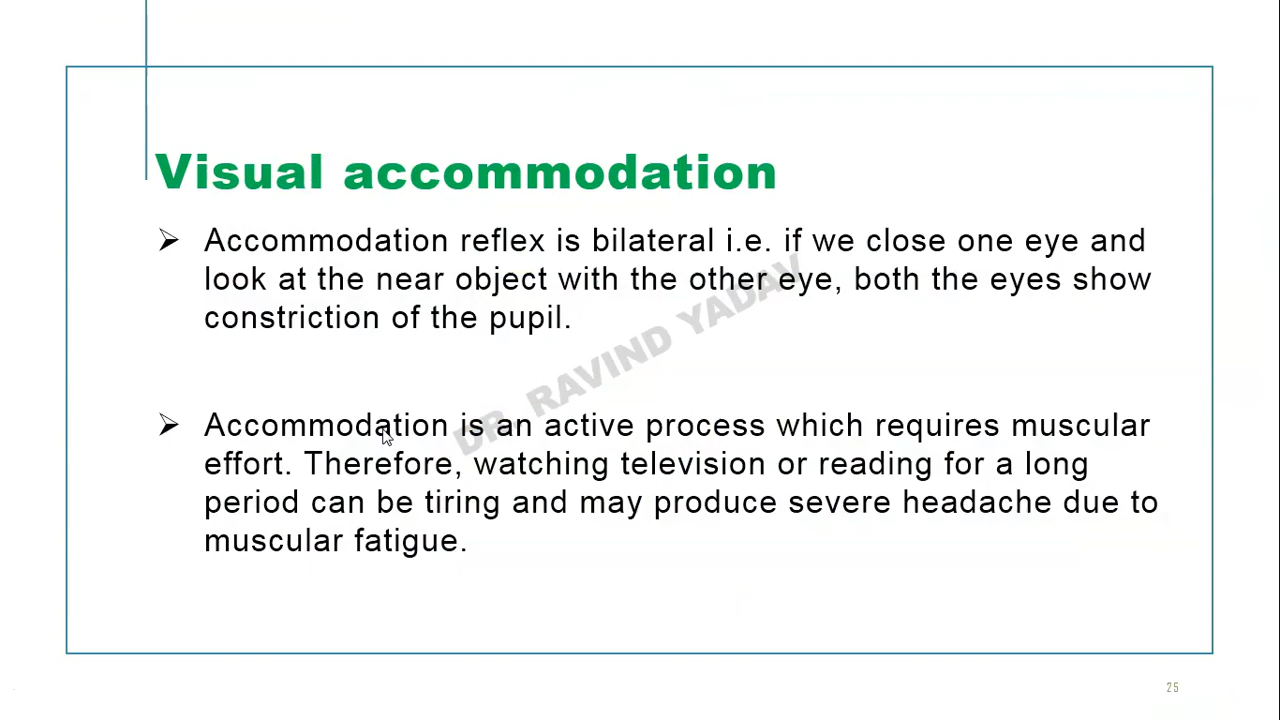 Visual accommodation
➢ Accommodation reflex is bilateral i.e. if we close one eye and
look at the near object with the other eye, both the eyes show
constriction of the pupil.
DR. RAVIND YADAV
➢ Accommodation is an active process which requires muscular
effort. Therefore, watching television or reading for a long
period can be tiring and may produce severe headache due to
muscular fatigue.
25